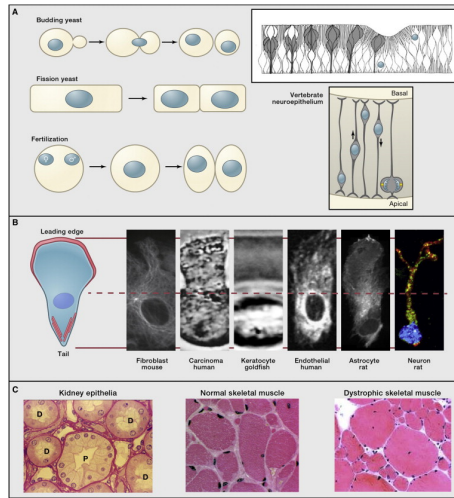 A
Budding yeast
Fission yeast
Fertilization
Vertebrate
neuroepithelium
Basal
Apical
B
Leading edge
Tail
Fibroblast
mouse
Carcinoma
human
Keratocyte
goldfish
Endothelial
human
Astrocyte
rat
Neuron
rat
C
Kidney epithelia
Normal skeletal muscle
Dystrophic skeletal muscle
D
D
D
P
D
D